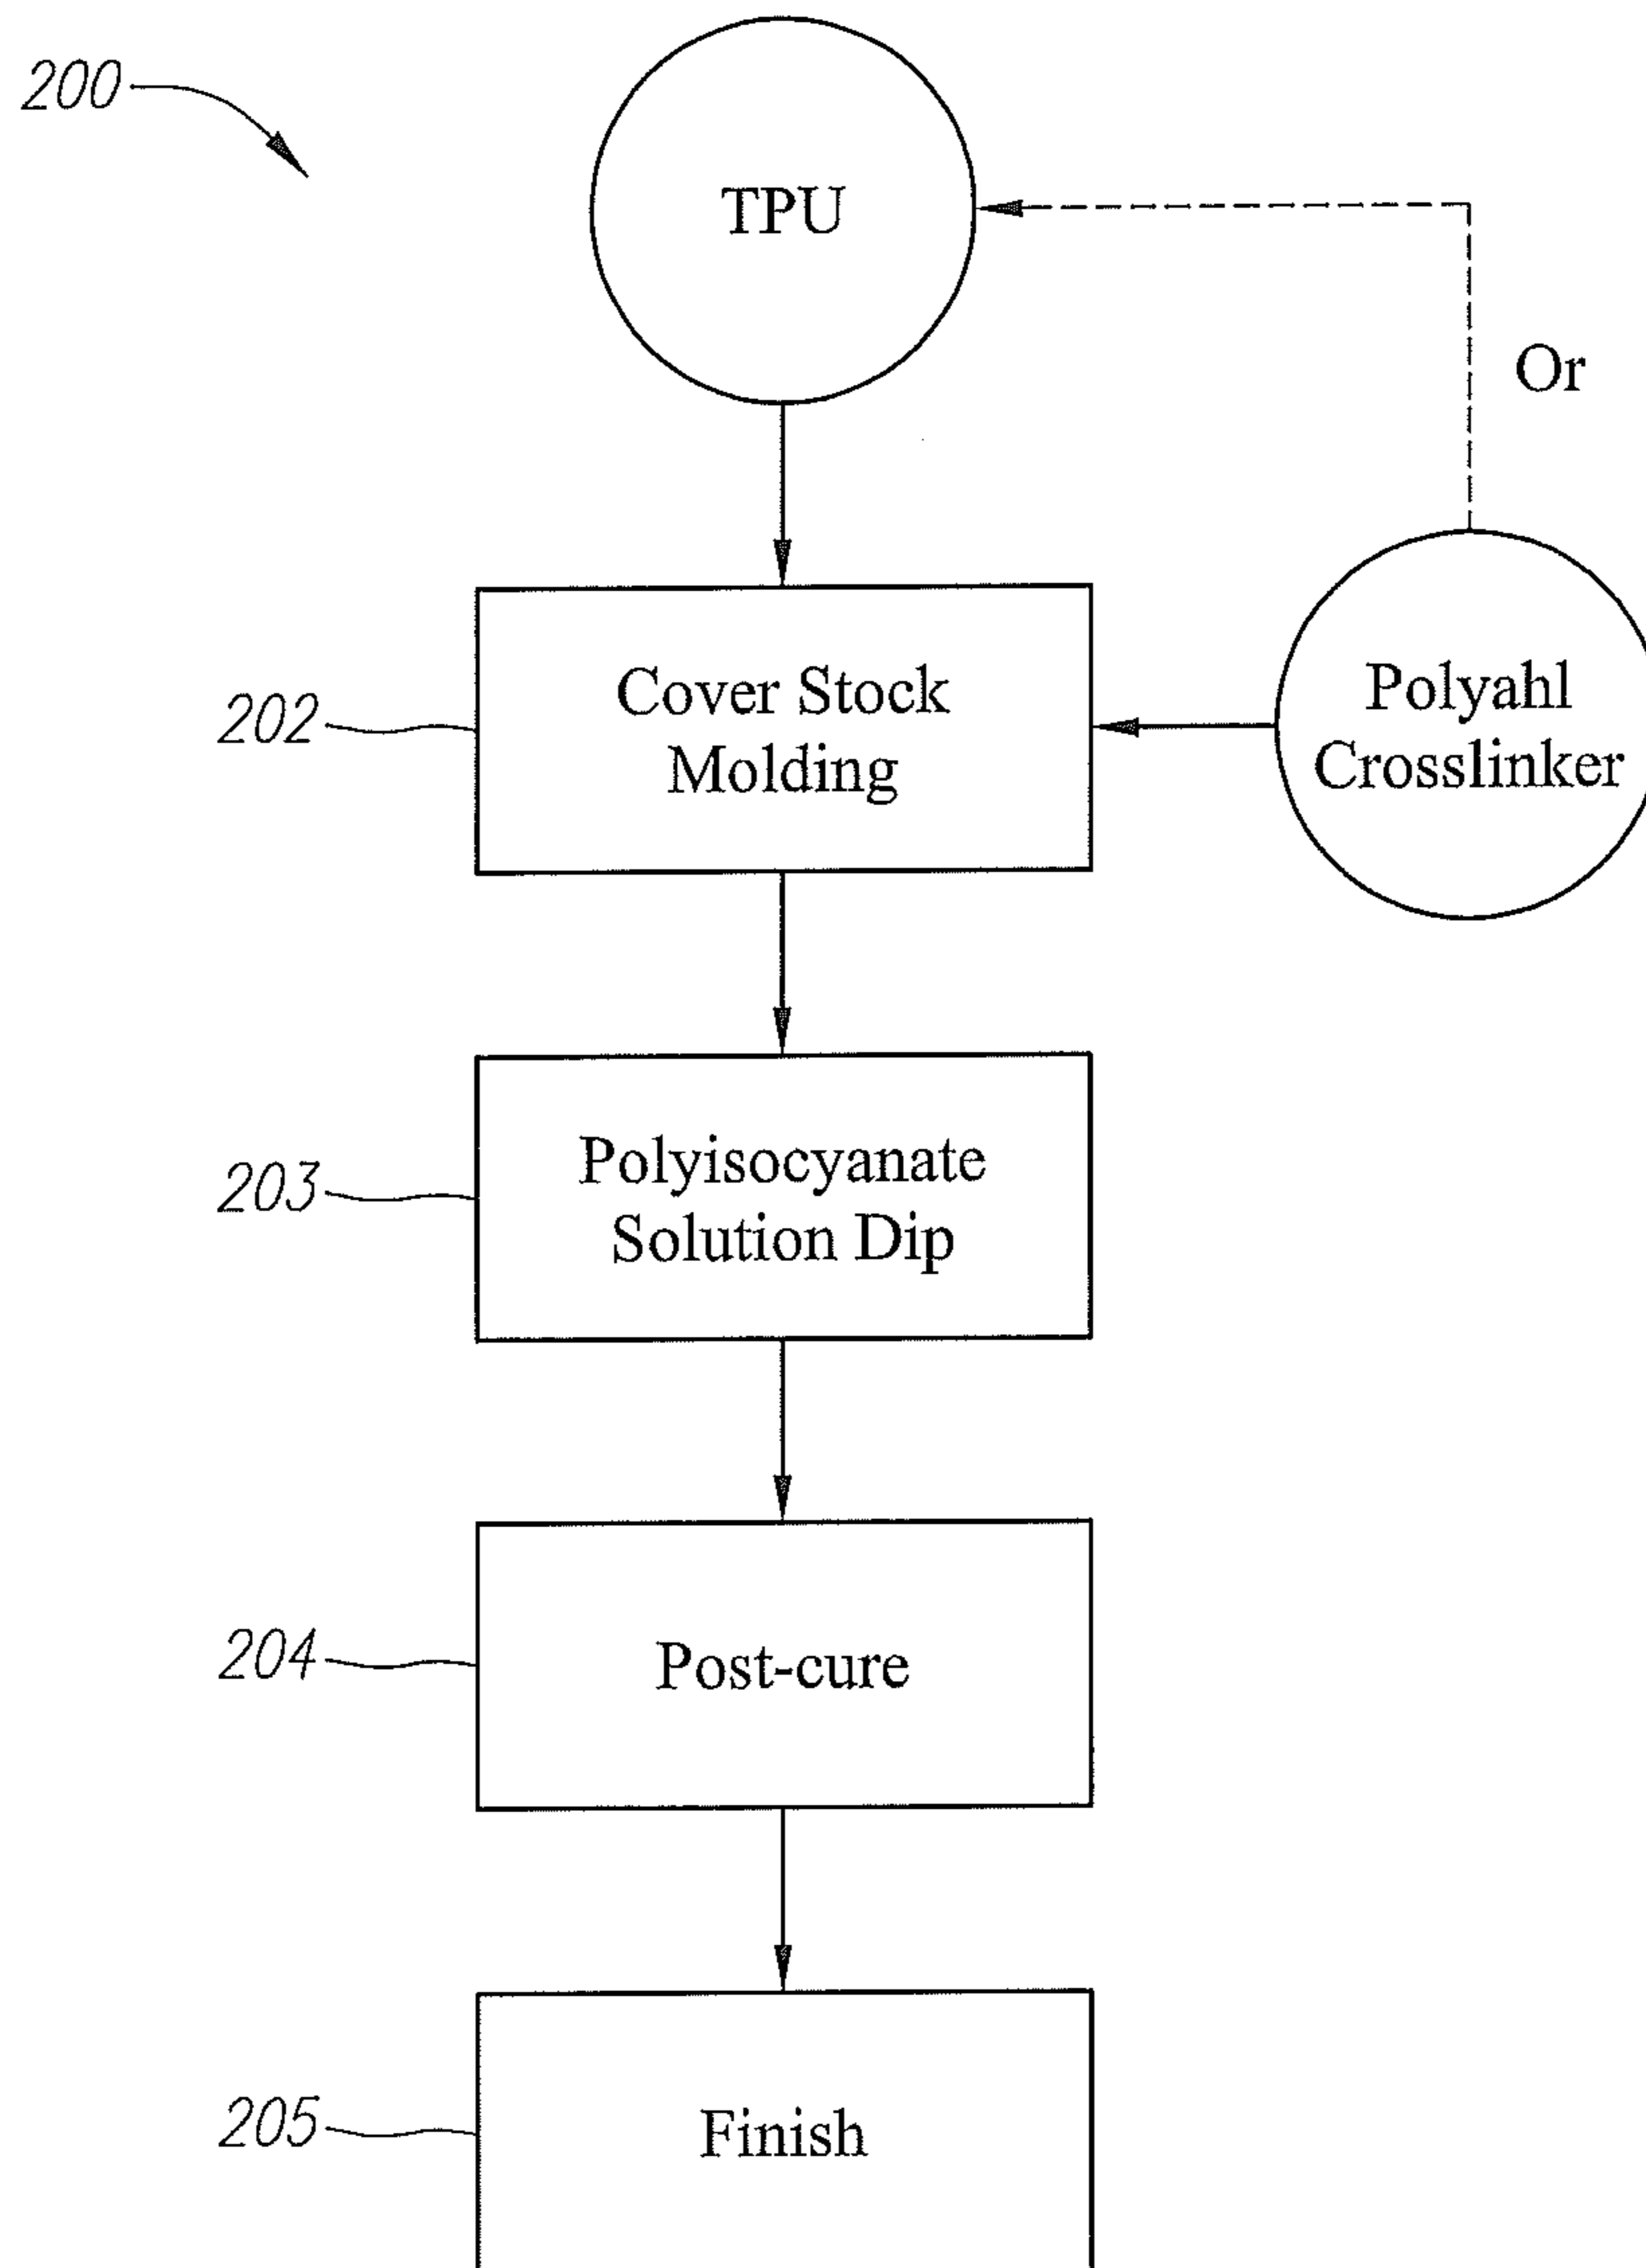 200
TPU
Or
202
Cover Stock
Molding
Polyahl
Crosslinker
203
Polyisocyanate
Solution Dip
204
Post-cure
205
Finish